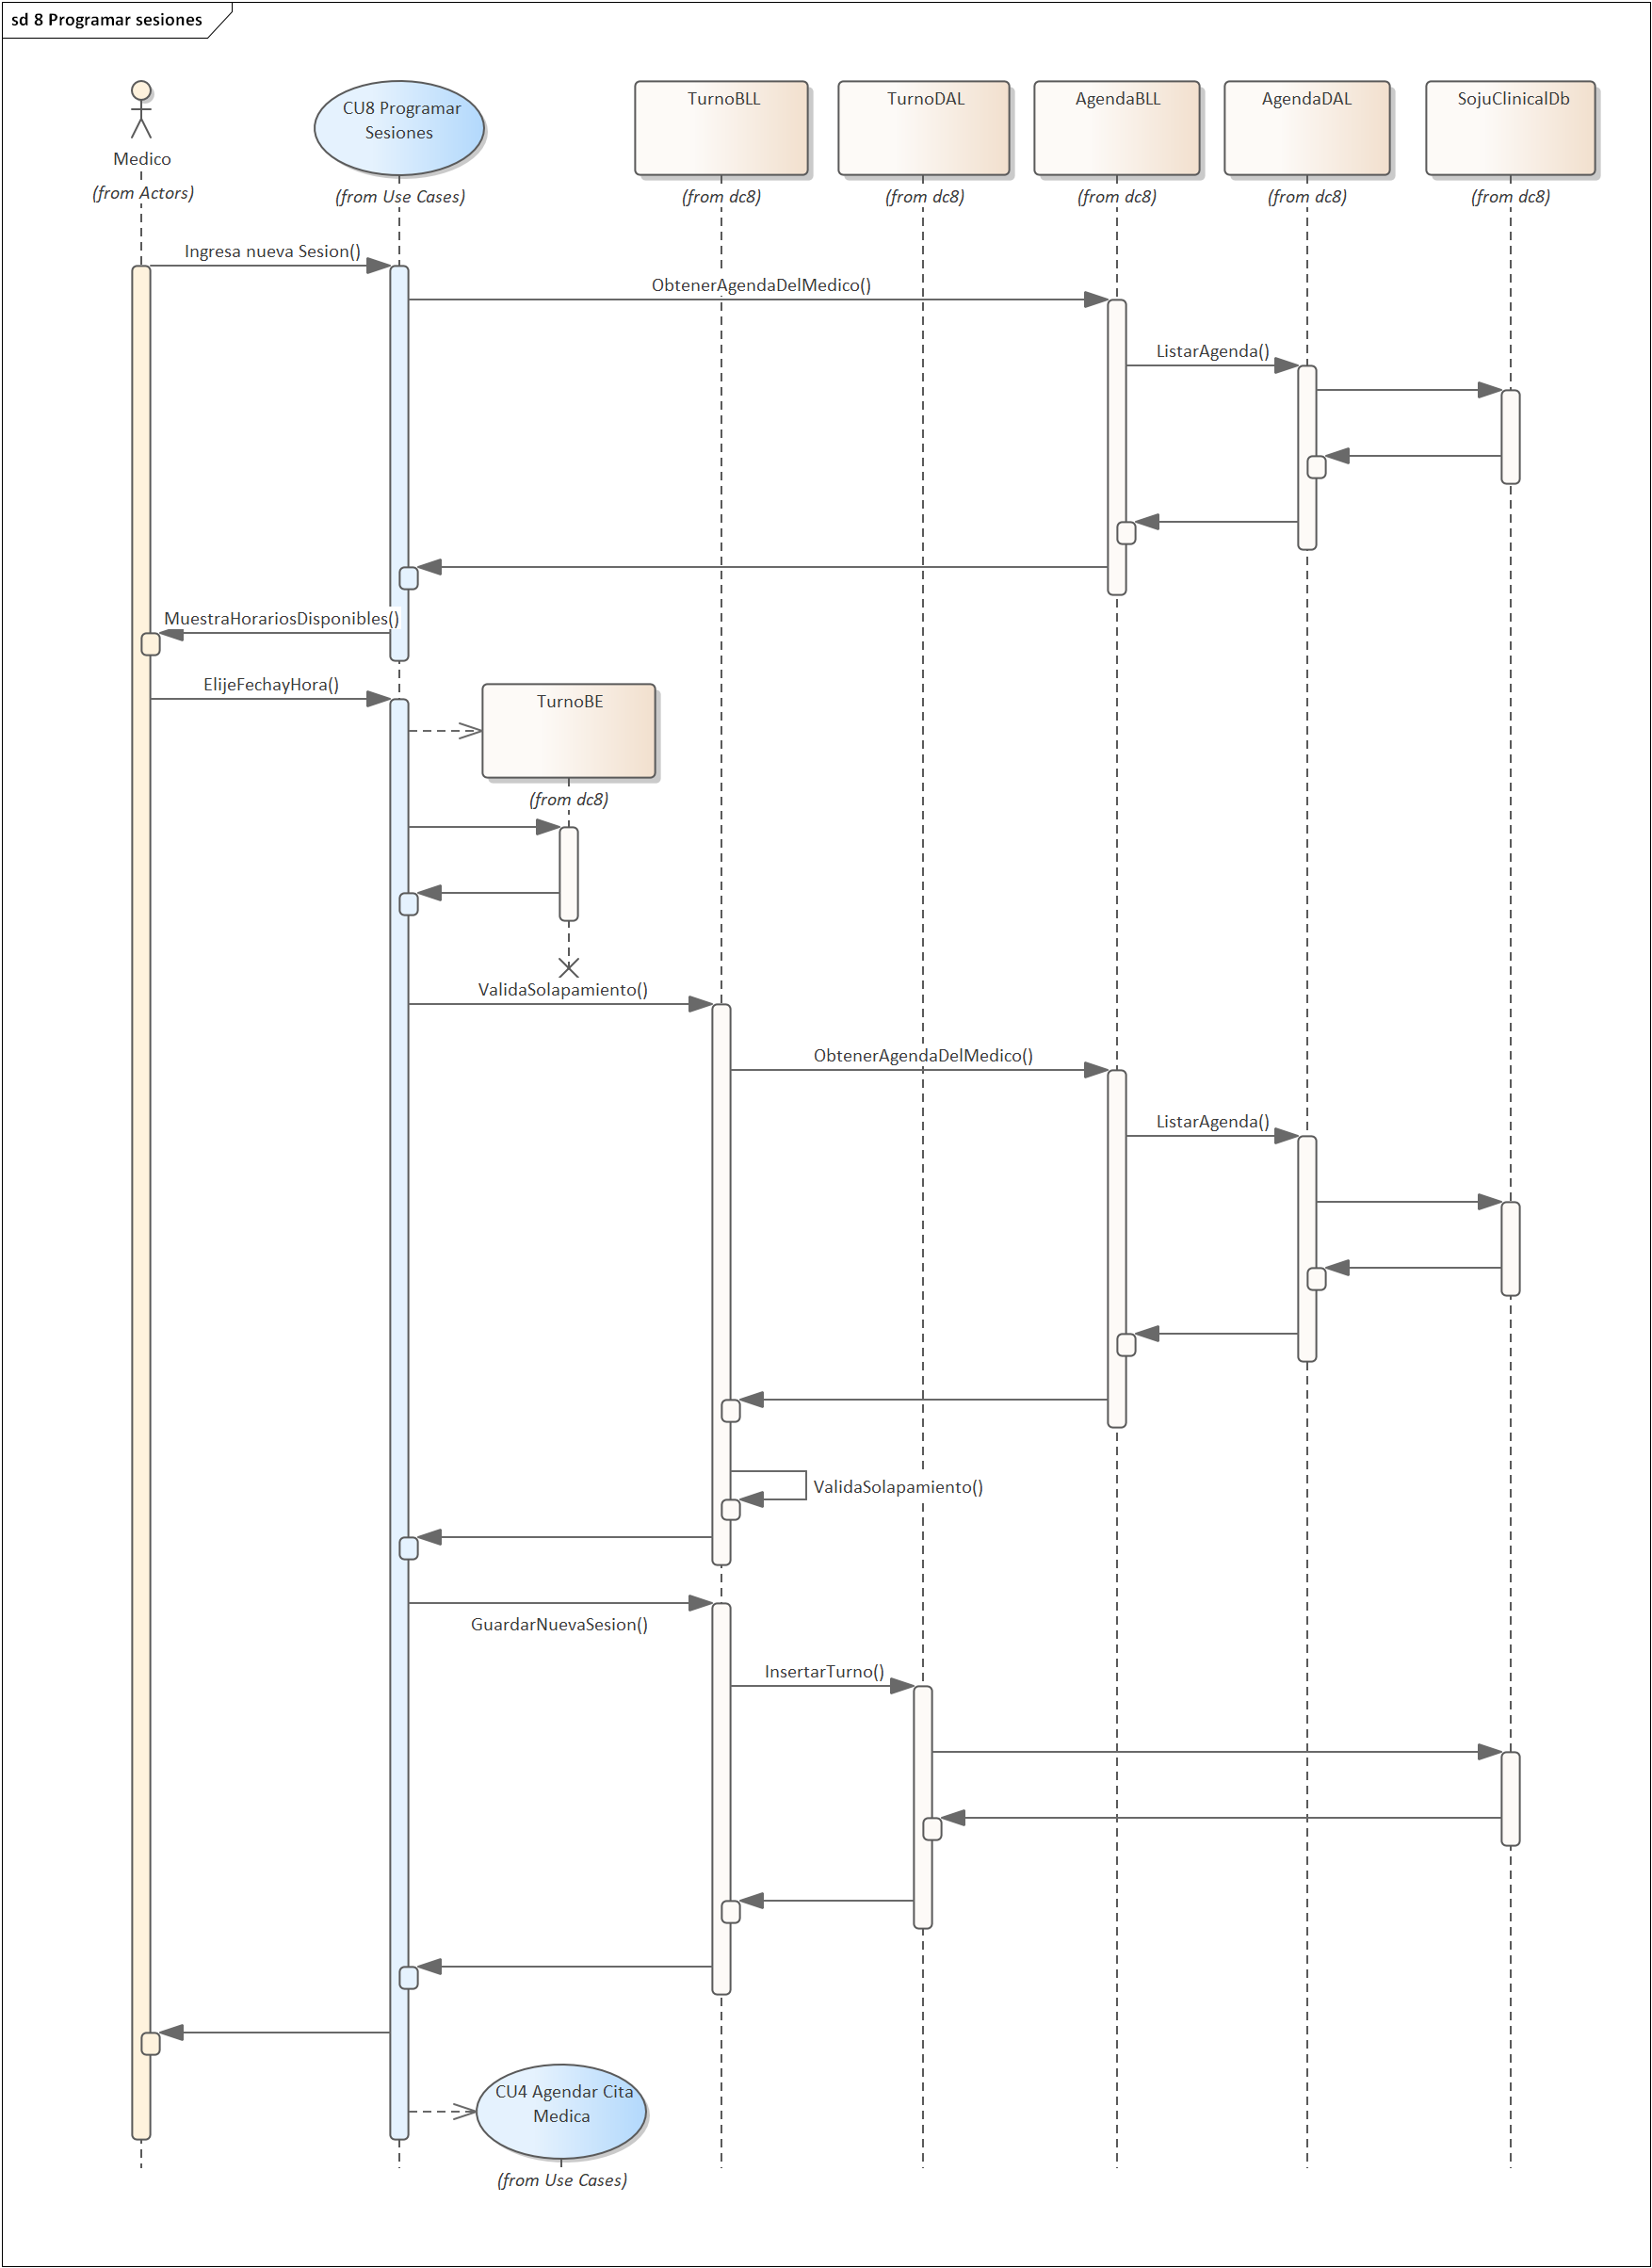 sd 8 Programar sesiones
Medico
(from Actors)
CU8 Programar
Sesiones
(from Use Cases)
TurnoBLL
(from dc8)
TurnoDAL
(from dc8)
AgendaBLL
(from dc8)
AgendaDAL
(from dc8)
SojuClinicalDb
(from dc8)
Ingresa nueva Sesion()
ObtenerAgendaDelMedico()
ListarAgenda()
MuestraHorariosDisponibles()
ElijeFechayHora()
TurnoBE
(from dc8)
ValidaSolapamiento()
ObtenerAgendaDelMedico()
ListarAgenda()
ValidaSolapamiento()
GuardarNuevaSesion()
InsertarTurno()
CU4 Agendar Cita
Medica
(from Use Cases)